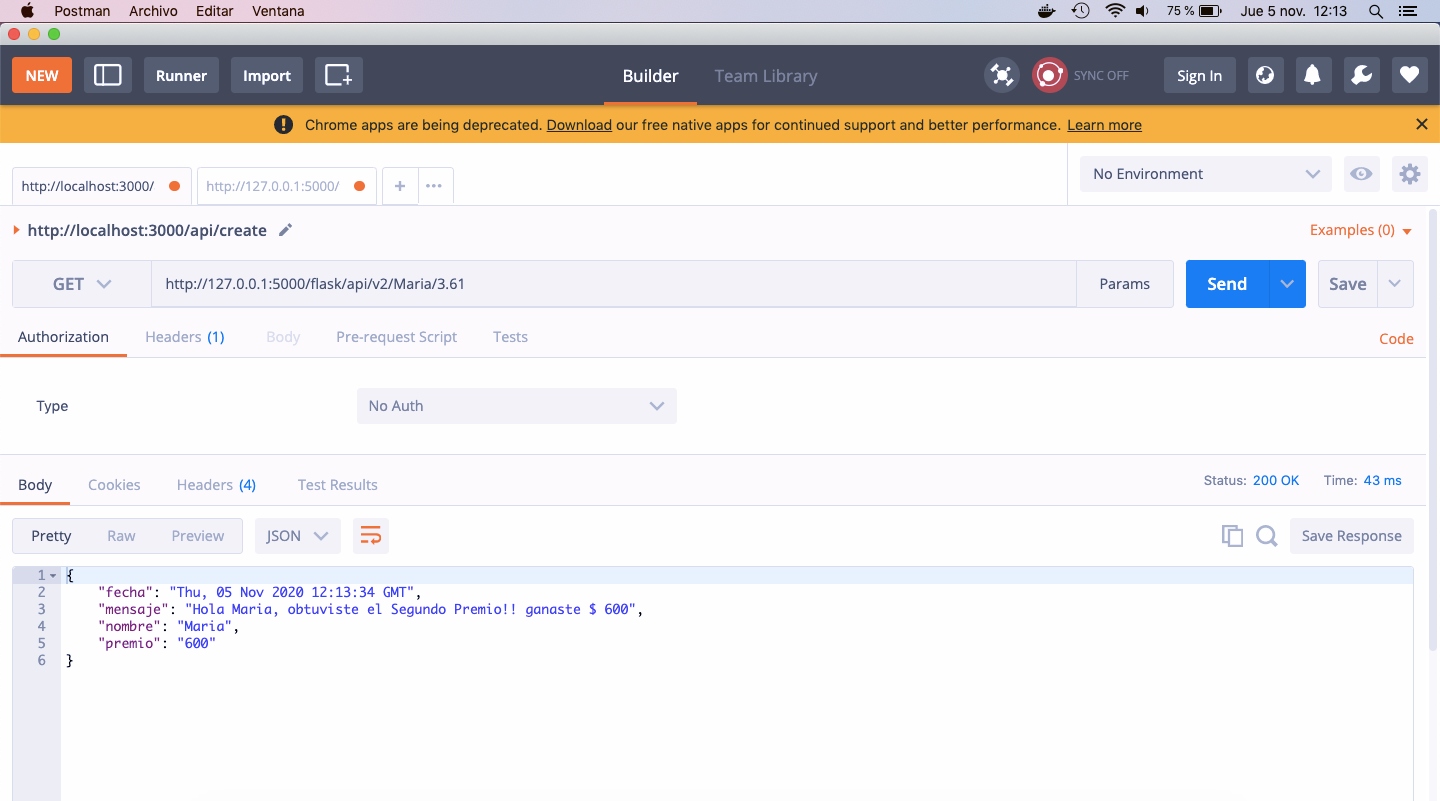 Postman Archivo Editar Ventana 75 % Jue 5 nov. 12:13
NEW Runner Import Builder Team Library SYNC OFF Sign In
Chrome apps are being deprecated. Download our free native apps for continued support and better performance. Learn more
http://localhost:3000/ http://127.0.0.1:5000/ + ••• No Environment
http://localhost:3000/api/create Examples (0)
GET http://127.0.0.1:5000/flask/api/v2/Maria/3.61 Params Send Save
Authorization Headers (1) Body Pre-request Script Tests Code
Type No Auth
Body Cookies Headers (4) Test Results Status: 200 OK Time: 43 ms
Pretty Raw Preview JSON Save Response
1 {
2 "fecha": "Thu, 05 Nov 2020 12:13:34 GMT",
3 "mensaje": "Hola Maria, obtuviste el Segundo Premio!! ganaste $ 600",
4 "nombre": "Maria",
5 "premio": "600"
6 }